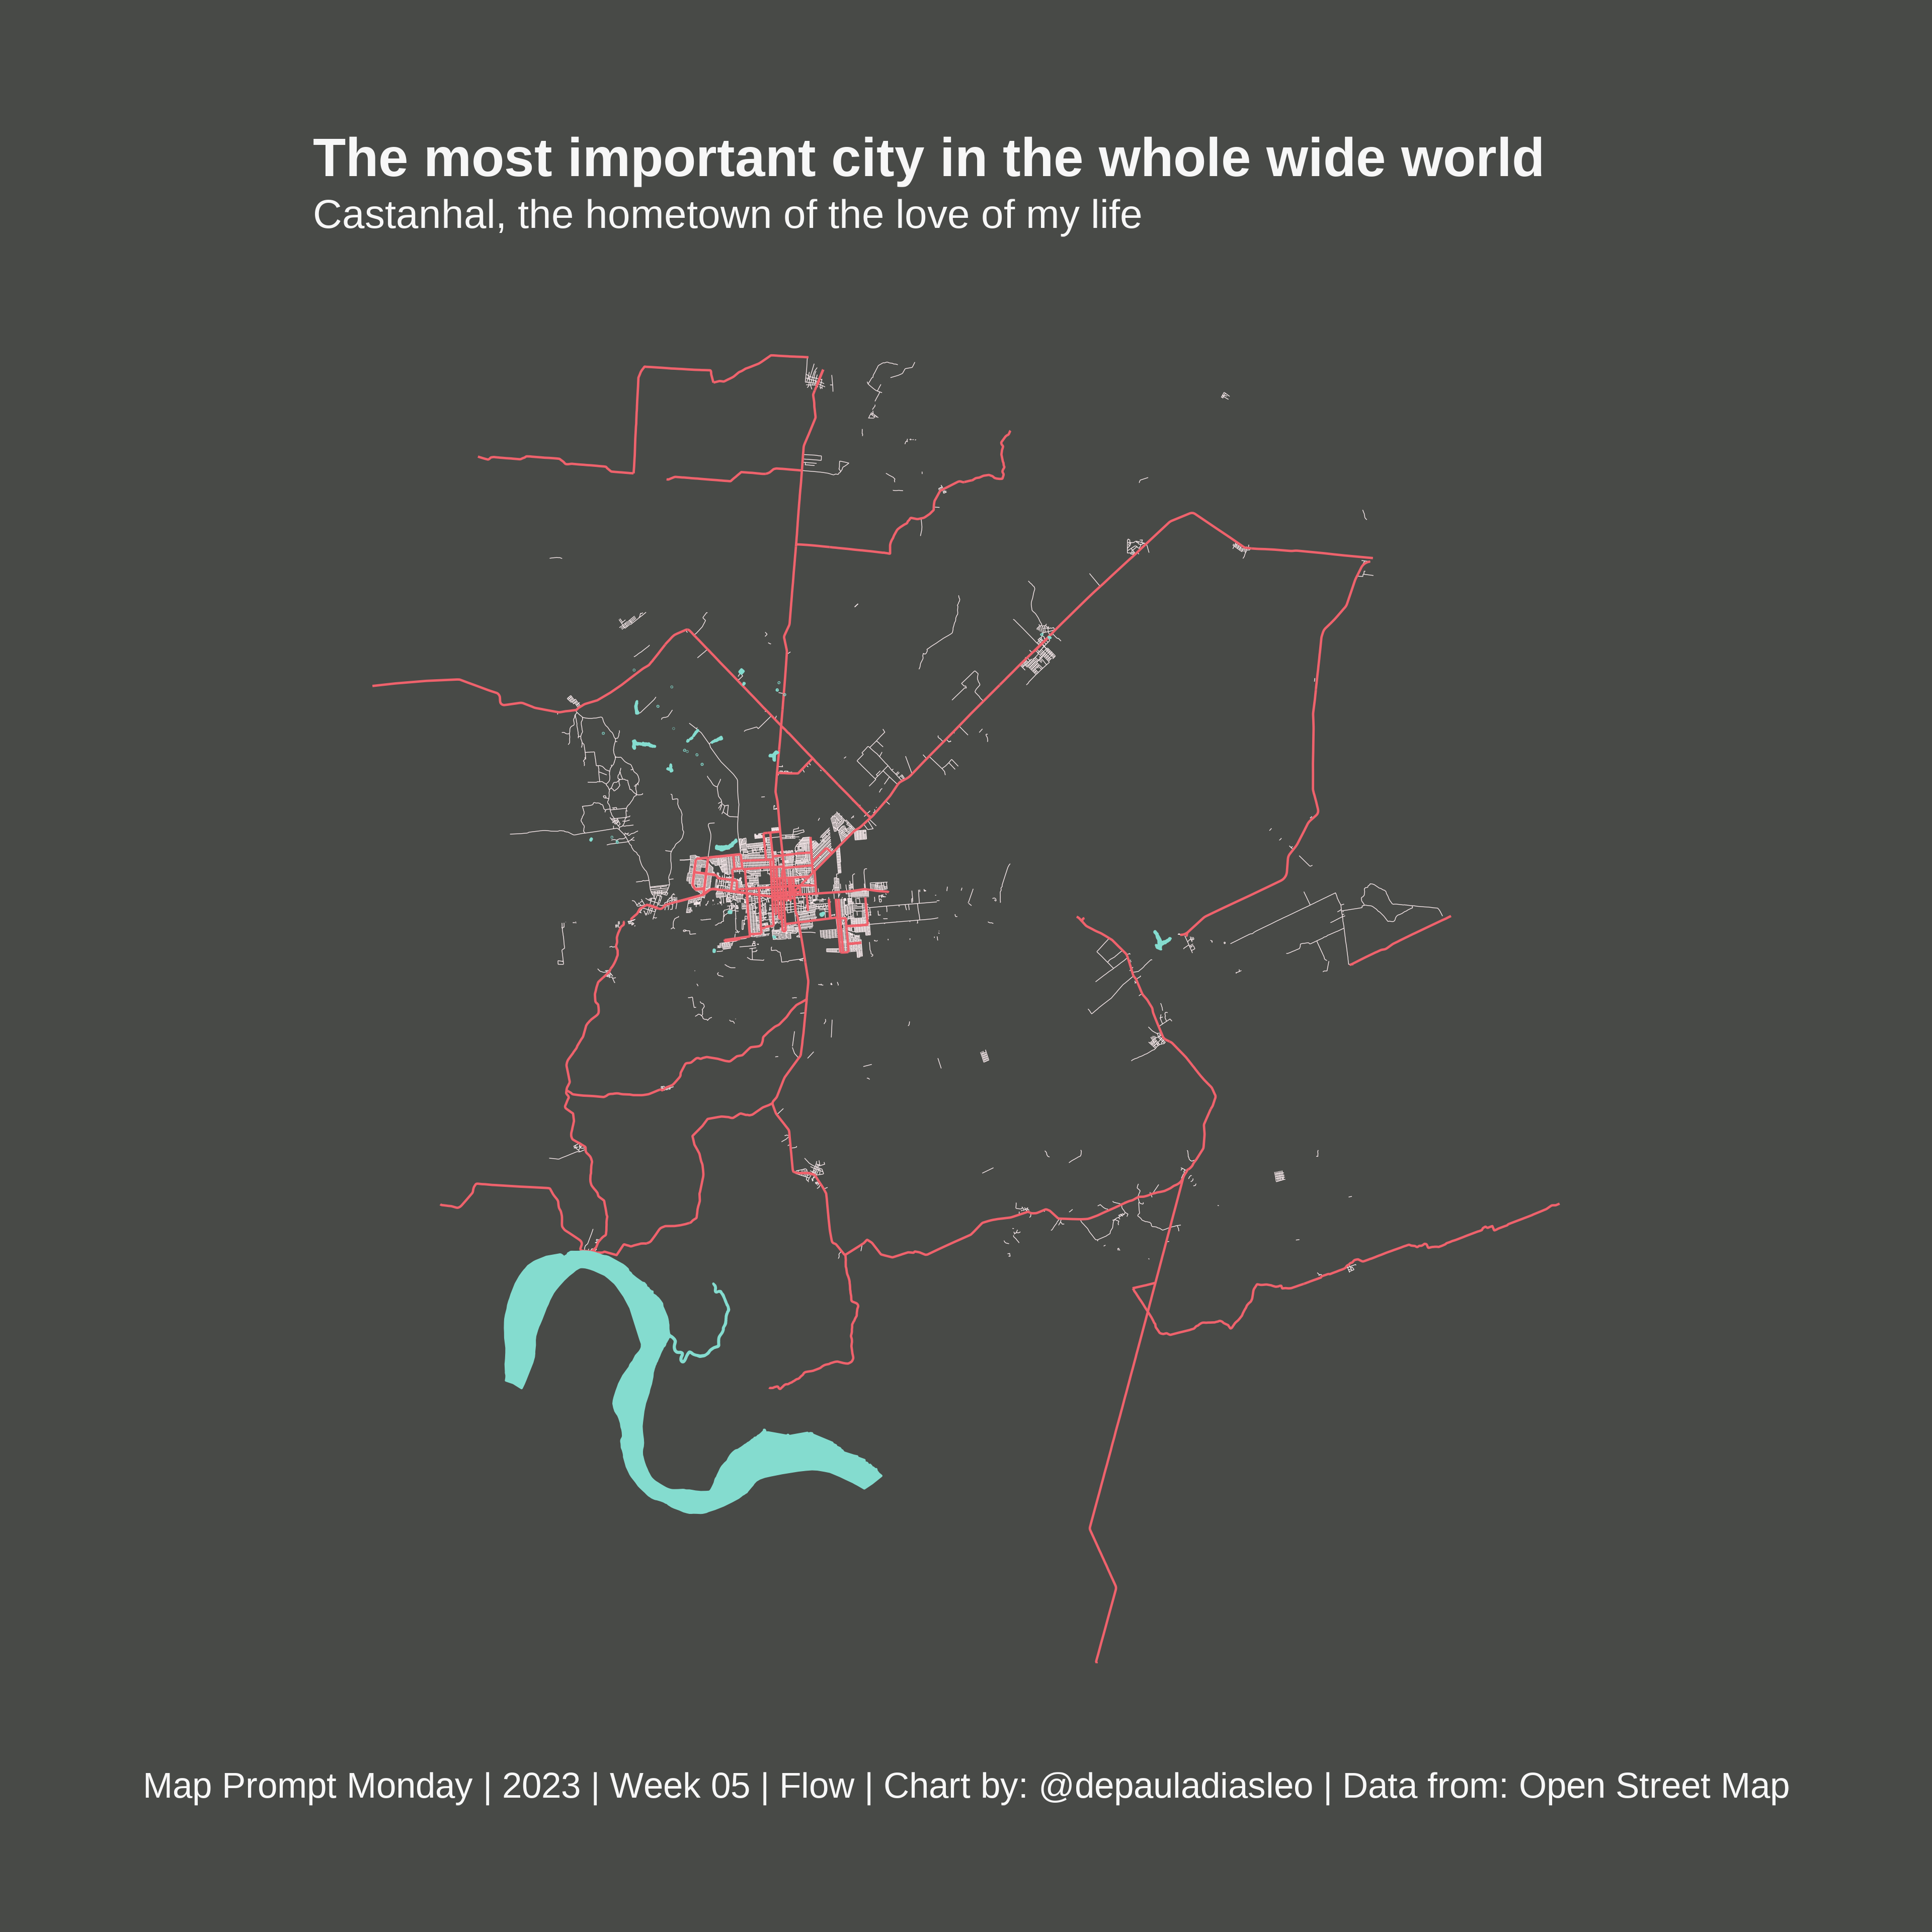 The most important city in the whole wide world
Castanhal, the hometown of the love of my life
Map Prompt Monday | 2023 | Week 05 | Flow | Chart by: @depauladiasleo | Data from: Open Street Map